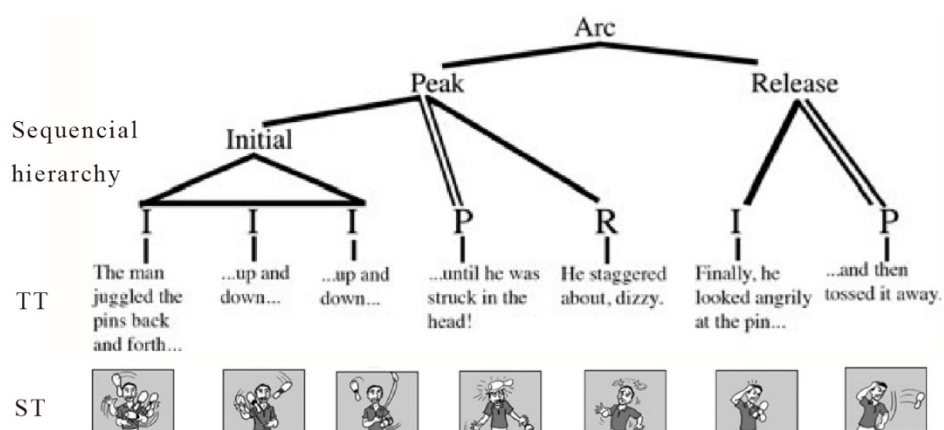 Arc
Peak
Release
Sequencial
hierarchy
Initial
I
I
I
P
R
I
P
TT
The man
juggled the
pins back
and forth...
...up and
down...
...up and
down...
...until he was
struck in the
head!
He staggered
about, dizzy.
Finally, he
looked angrily
at the pin...
...and then
tossed it away.
ST